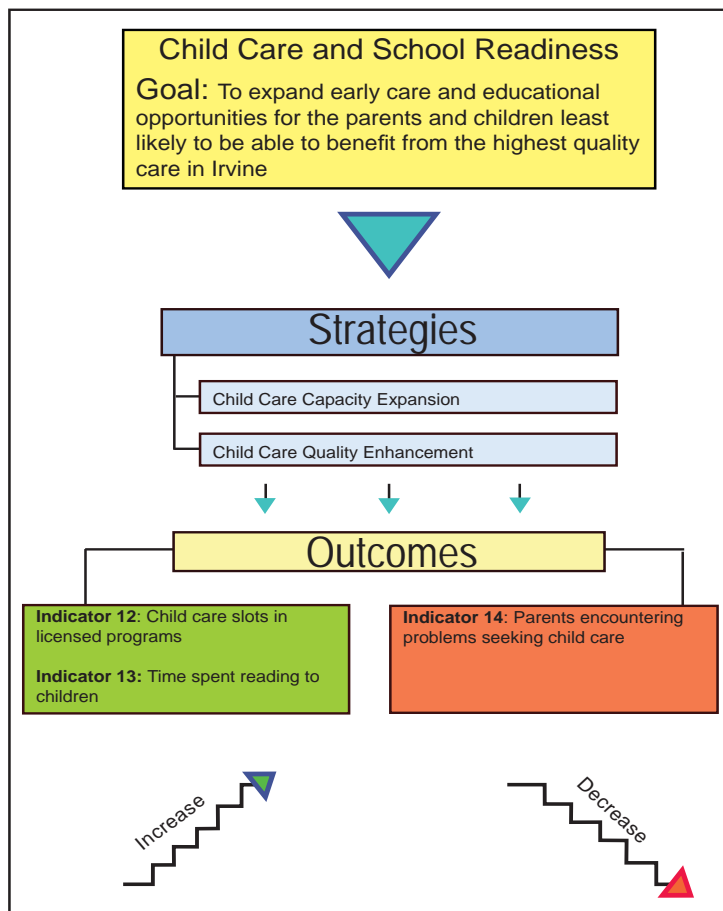 Child Care and School Readiness
Goal: To expand early care and educational
opportunities for the parents and children least
likely to be able to benefit from the highest quality
care in Irvine
Strategies
Child Care Capacity Expansion
Child Care Quality Enhancement
Outcomes
Indicator 12: Child care slots in
licensed programs
Indicator 13: Time spent reading to
children
Indicator 14: Parents encountering
problems seeking child care
Increase
Decrease